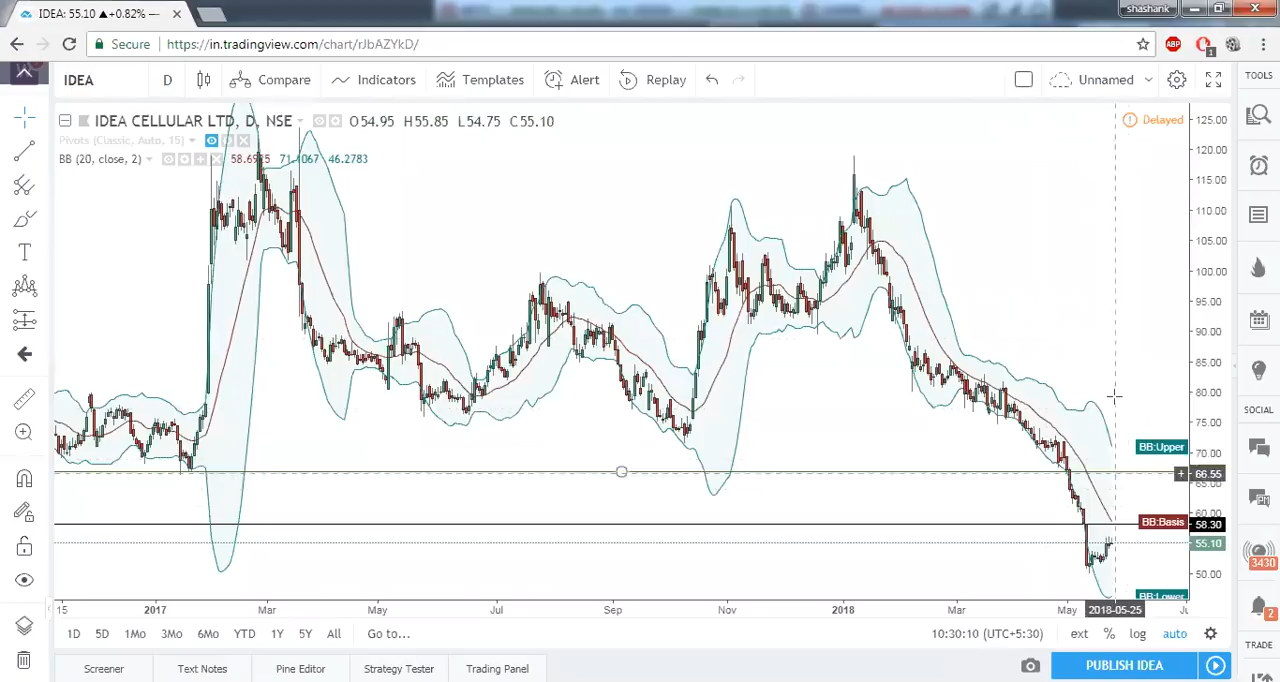 IDEA: 55.10 ▲+0.82% —
shashank
Secure https://in.tradingview.com/chart/rJbAZYkD/
ABP 1
IDEA D Compare Indicators Templates Alert Replay Unnamed
TOOLS
IDEA CELLULAR LTD, D, NSE O54.95 H55.85 L54.75 C55.10
Delayed
Pivots (Classic, Auto, 15)
BB (20, close, 2) 71.1067 46.2783
125.00
120.00
115.00
110.00
105.00
100.00
95.00
90.00
85.00
80.00
75.00
70.00
65.00
60.00
50.00
BB:Upper
66.55
BB:Basis 58.30
55.10
BB:Lower
SOCIAL
3430
2
TRADE
15 2017 Mar May Jul Sep Nov 2018 Mar May 2018-05-25
1D 5D 1Mo 3Mo 6Mo YTD 1Y 5Y All Go to... 10:30:10 (UTC+5:30) ext % log auto
Screener Text Notes Pine Editor Strategy Tester Trading Panel PUBLISH IDEA